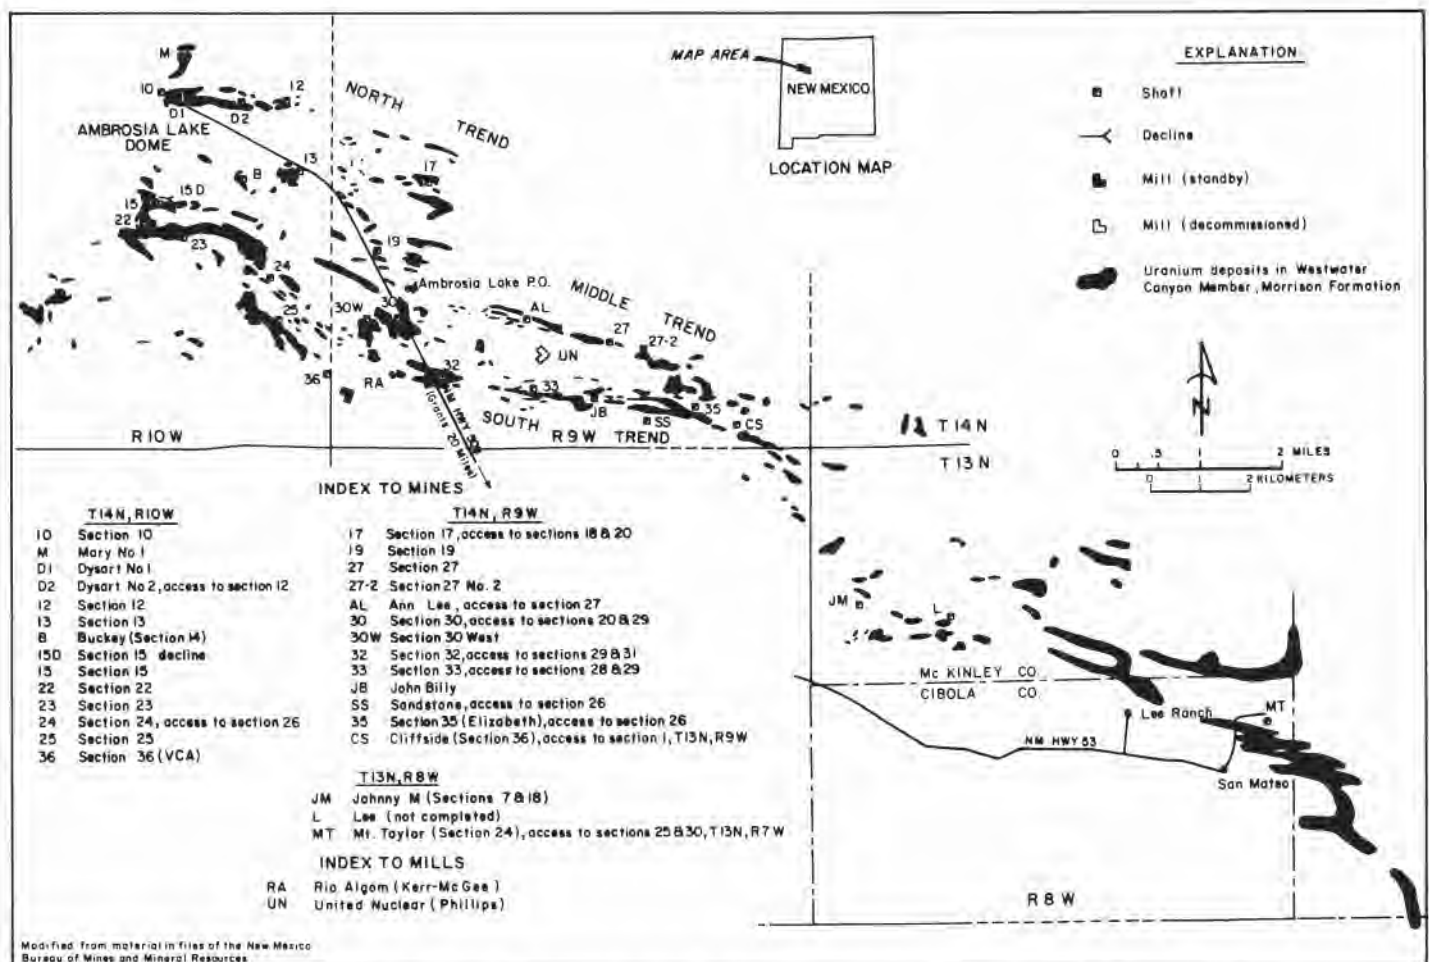 M
10
12
D1
D2
NORTH
TREND
AMBROSIA LAKE
DOME
13
B
17
15D
15
22
23
19
24
Ambrosia Lake P.O.
MIDDLE
TREND
30
30W
25
AL
27
27-2
UN
36
RA
32
33
JB
35
SS
CS
NM HWY 509
(Grants 20 Miles)
SOUTH
TREND
R10W
R9W
T14N
T13N
MAP AREA
NEW MEXICO
LOCATION MAP
EXPLANATION
Shaft
Decline
Mill (standby)
Mill (decommissioned)
Uranium deposits in Westwater
Canyon Member, Morrison Formation
N
0 .5 1 2 MILES
0 1 2 KILOMETERS
INDEX TO MINES
T14N, R10W
10 Section 10
M Mary No 1
D1 Dysart No 1
D2 Dysart No 2, access to section 12
12 Section 12
13 Section 13
B Buckey (Section 14)
15D Section 15 decline
15 Section 15
22 Section 22
23 Section 23
24 Section 24, access to section 26
25 Section 25
36 Section 36 (VCA)
T14N, R9W
17 Section 17, access to sections 18 & 20
19 Section 19
27 Section 27
27-2 Section 27 No. 2
AL Ann Lee, access to section 27
30 Section 30, access to sections 20 & 29
30W Section 30 West
32 Section 32, access to sections 29 & 31
33 Section 33, access to sections 28 & 29
JB John Billy
SS Sandstone, access to section 26
35 Section 35 (Elizabeth), access to section 26
CS Cliffside (Section 36), access to section 1, T13N, R9W
T13N, R8W
JM Johnny M (Sections 7 & 18)
L Lee (not completed)
MT Mt. Taylor (Section 24), access to sections 25 & 30, T13N, R7W
INDEX TO MILLS
RA Rio Algom (Kerr-McGee)
UN United Nuclear (Phillips)
JM
L
Mc KINLEY CO.
CIBOLA CO.
Lee Ranch
MT
NM HWY 53
San Mateo
R8W
Modified from material in files of the New Mexico
Bureau of Mines and Mineral Resources